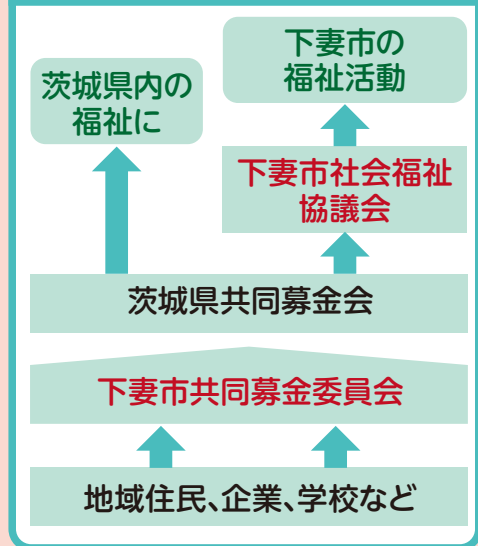 下妻市の
福祉活動
茨城県内の
福祉に
下妻市社会福祉
協議会
茨城県共同募金会
下妻市共同募金委員会
地域住民、企業、学校など